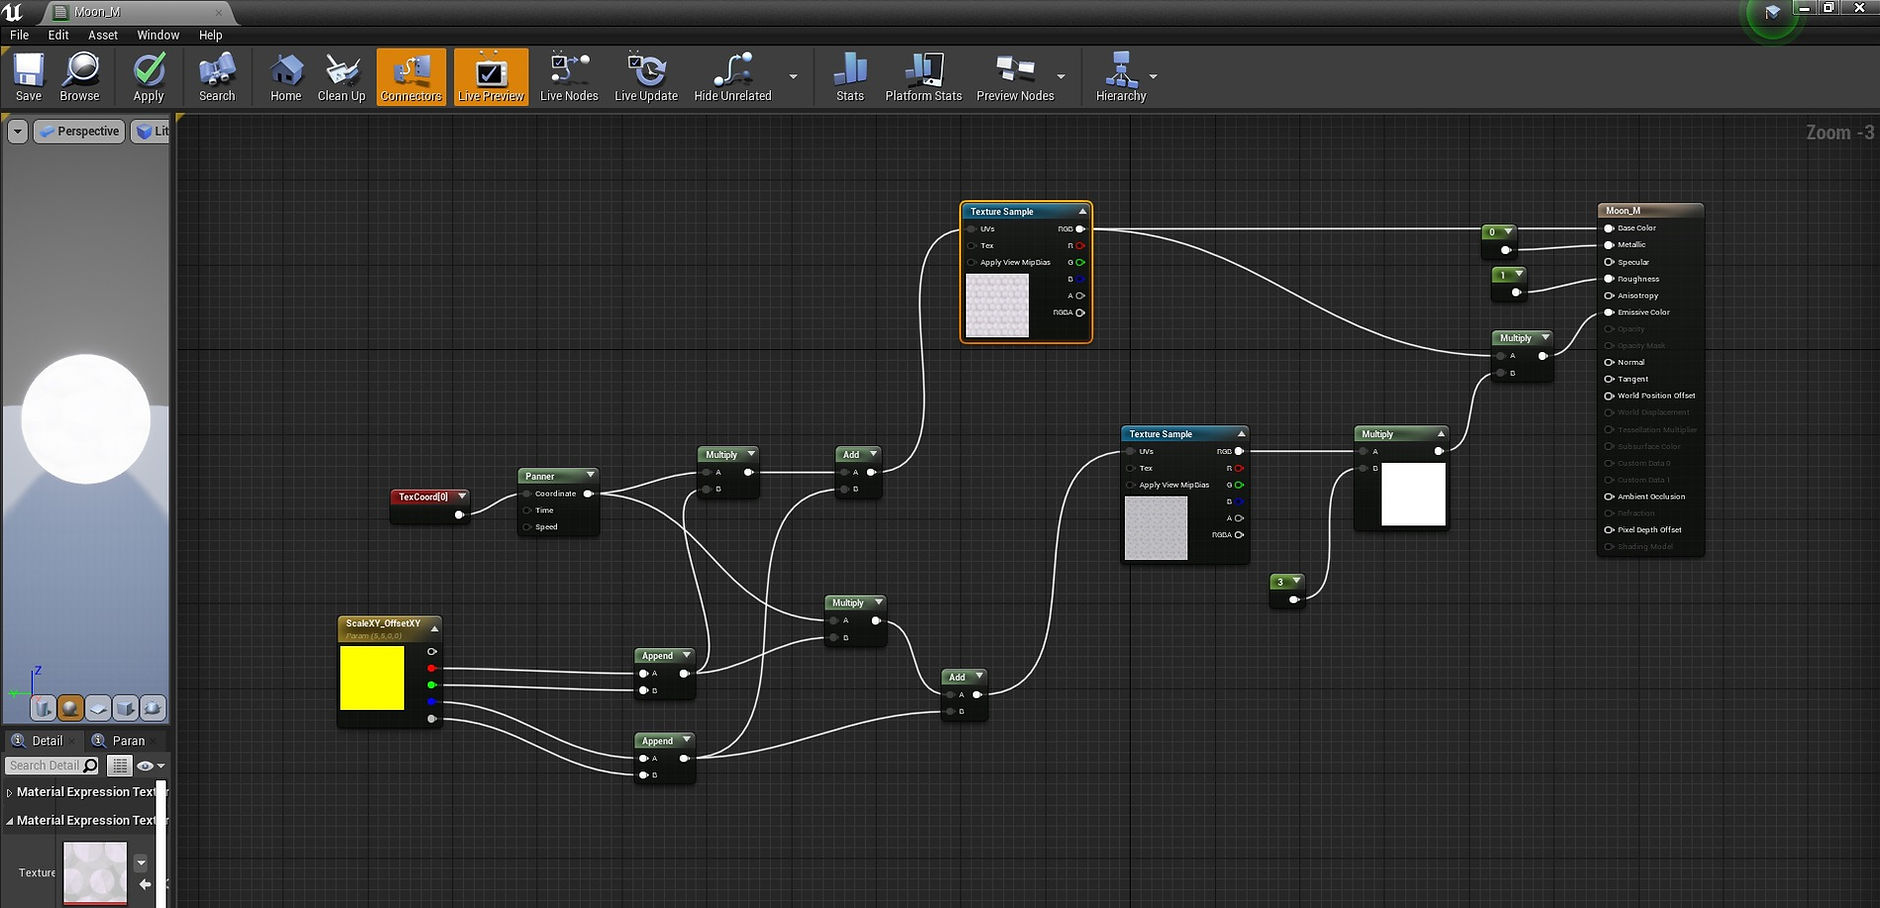 Moon_M
File Edit Asset Window Help
Save Browse Apply Search Home Clean Up Connectors Live Preview Live Nodes Live Update Hide Unrelated Stats Platform Stats Preview Nodes Hierarchy
Perspective Lit
Zoom -3
Texture Sample
UVs RGB
Tex R
Apply View MipBias G
B
A
RGBA
0
1
Moon_M
Base Color
Metallic
Specular
Roughness
Anisotropy
Emissive Color
Opacity
Opacity Mask
Normal
Tangent
World Position Offset
World Displacement
Tessellation Multiplier
Subsurface Color
Custom Data 0
Custom Data 1
Ambient Occlusion
Refraction
Pixel Depth Offset
Shading Model
Multiply
A
B
Texture Sample
UVs RGB
Tex R
Apply View MipBias G
B
A
RGBA
Multiply
A
B
3
Multiply
A
B
Add
A
B
TexCoord[0]
Panner
Coordinate
Time
Speed
Multiply
A
B
ScaleXY_OffsetXY
Param (5,5,0,0)
Append
A
B
Add
A
B
Append
A
B
Z
Y
Detail Paran
Search Detail
Material Expression Textur
Material Expression Textur
Texture